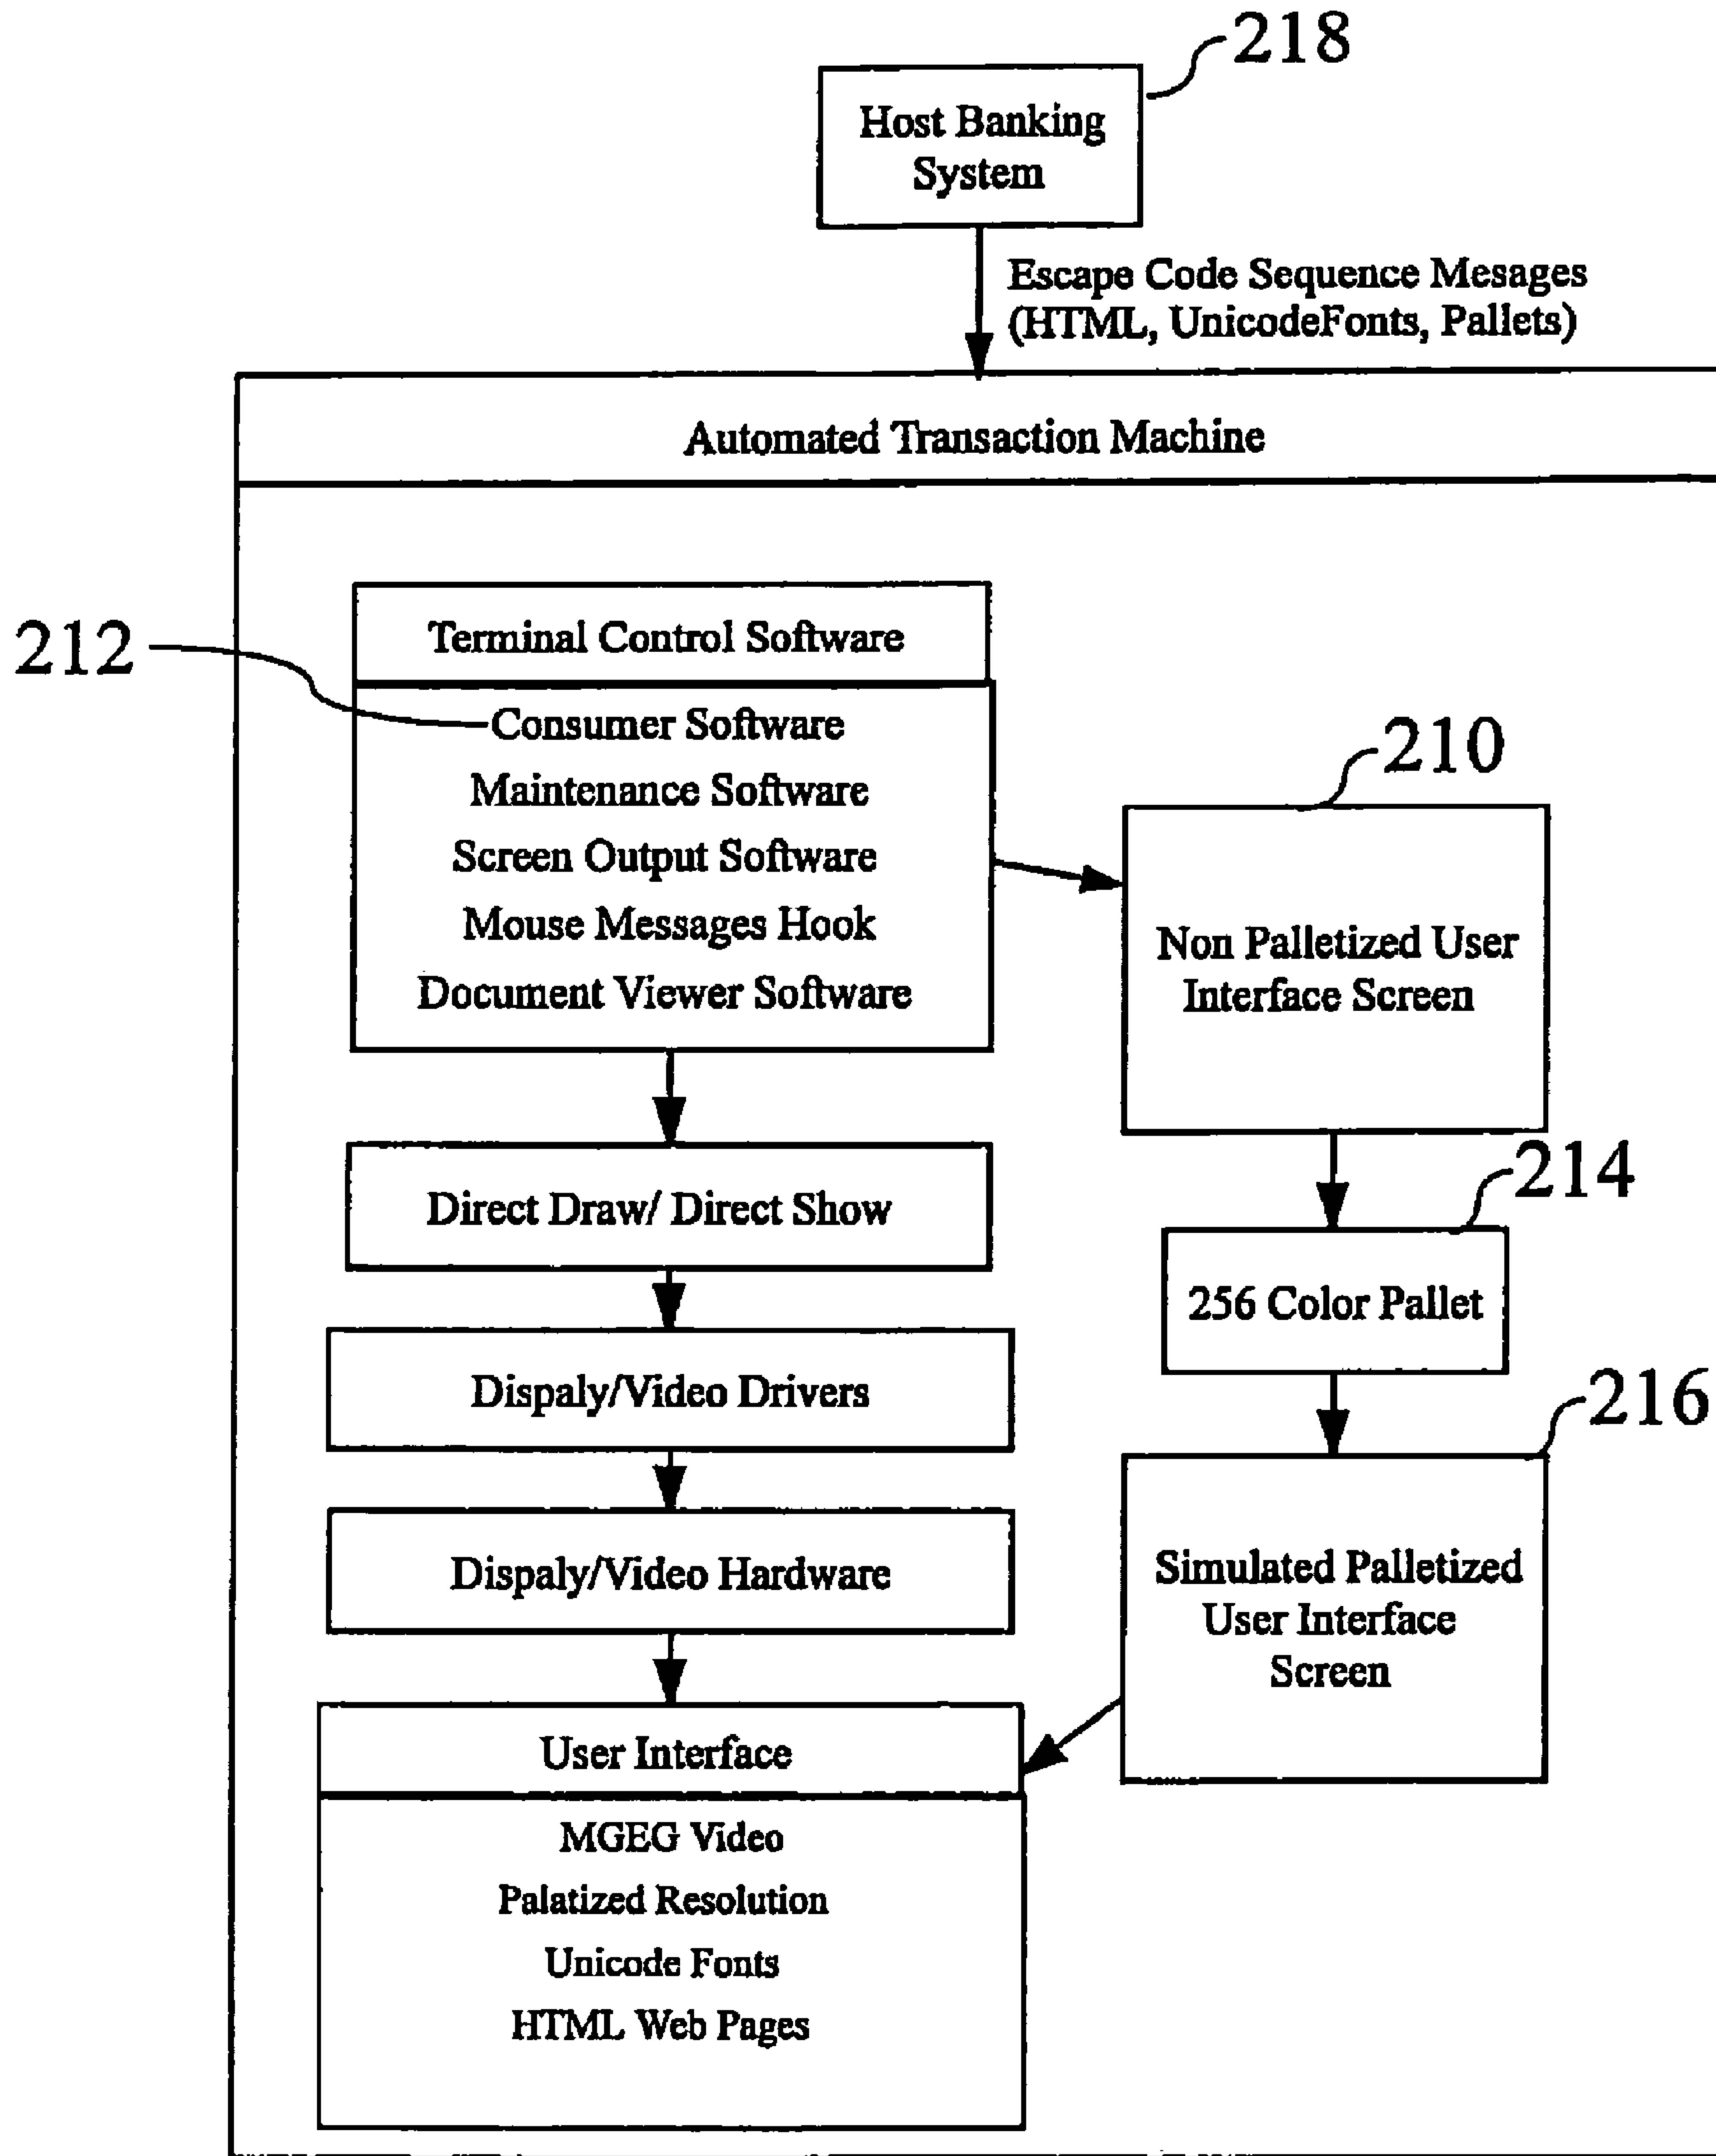 218
Host Banking
System
Escape Code Sequence Mesages
(HTML, UnicodeFonts, Pallets)
Automated Transaction Machine
Terminal Control Software
212
Consumer Software
Maintenance Software
Screen Output Software
Mouse Messages Hook
Document Viewer Software
210
Non Palletized User
Interface Screen
Direct Draw/ Direct Show
214
256 Color Pallet
Dispaly/Video Drivers
216
Dispaly/Video Hardware
Simulated Palletized
User Interface
Screen
User Interface
MGEG Video
Palatized Resolution
Unicode Fonts
HTML Web Pages